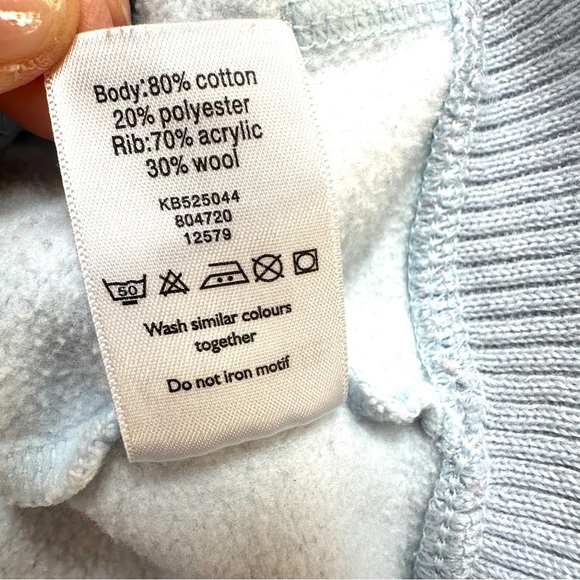 Body:80% cotton
20% polyester
Rib:70% acrylic
30% wool
KB525044
804720
12579
50
Wash similar colours
together
Do not iron motif